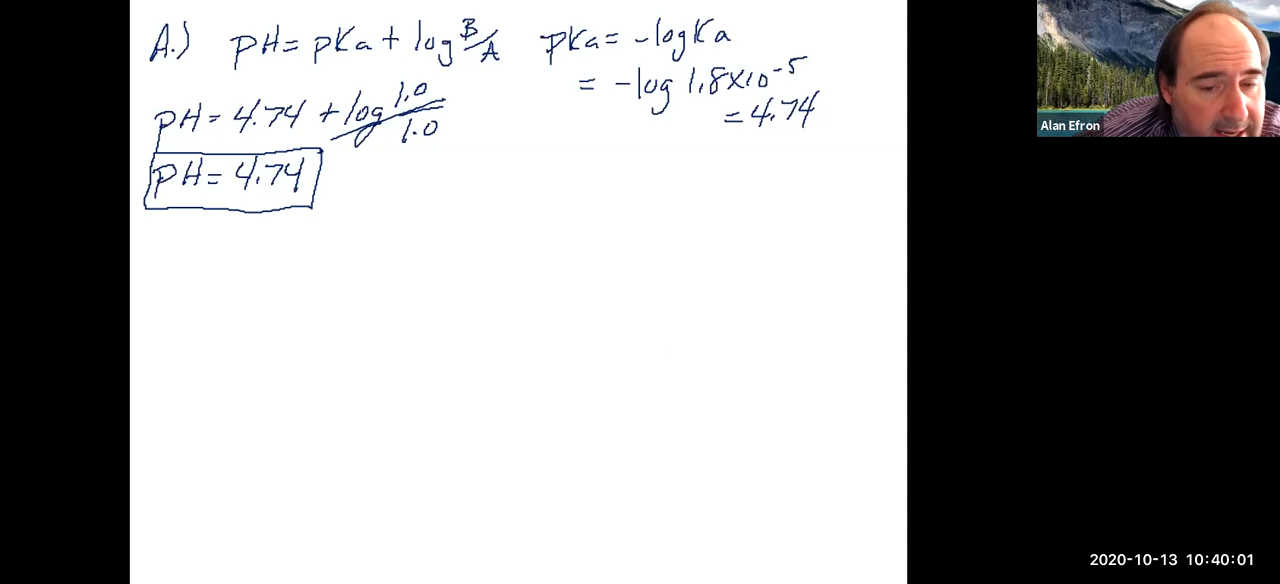 A.) pH = pKa + log B/A pKa = -log Ka
= -log 1.8x10-5
pH = 4.74 + log 1.0/1.0 = 4.74
pH = 4.74
Alan Efron
2020-10-13 10:40:01